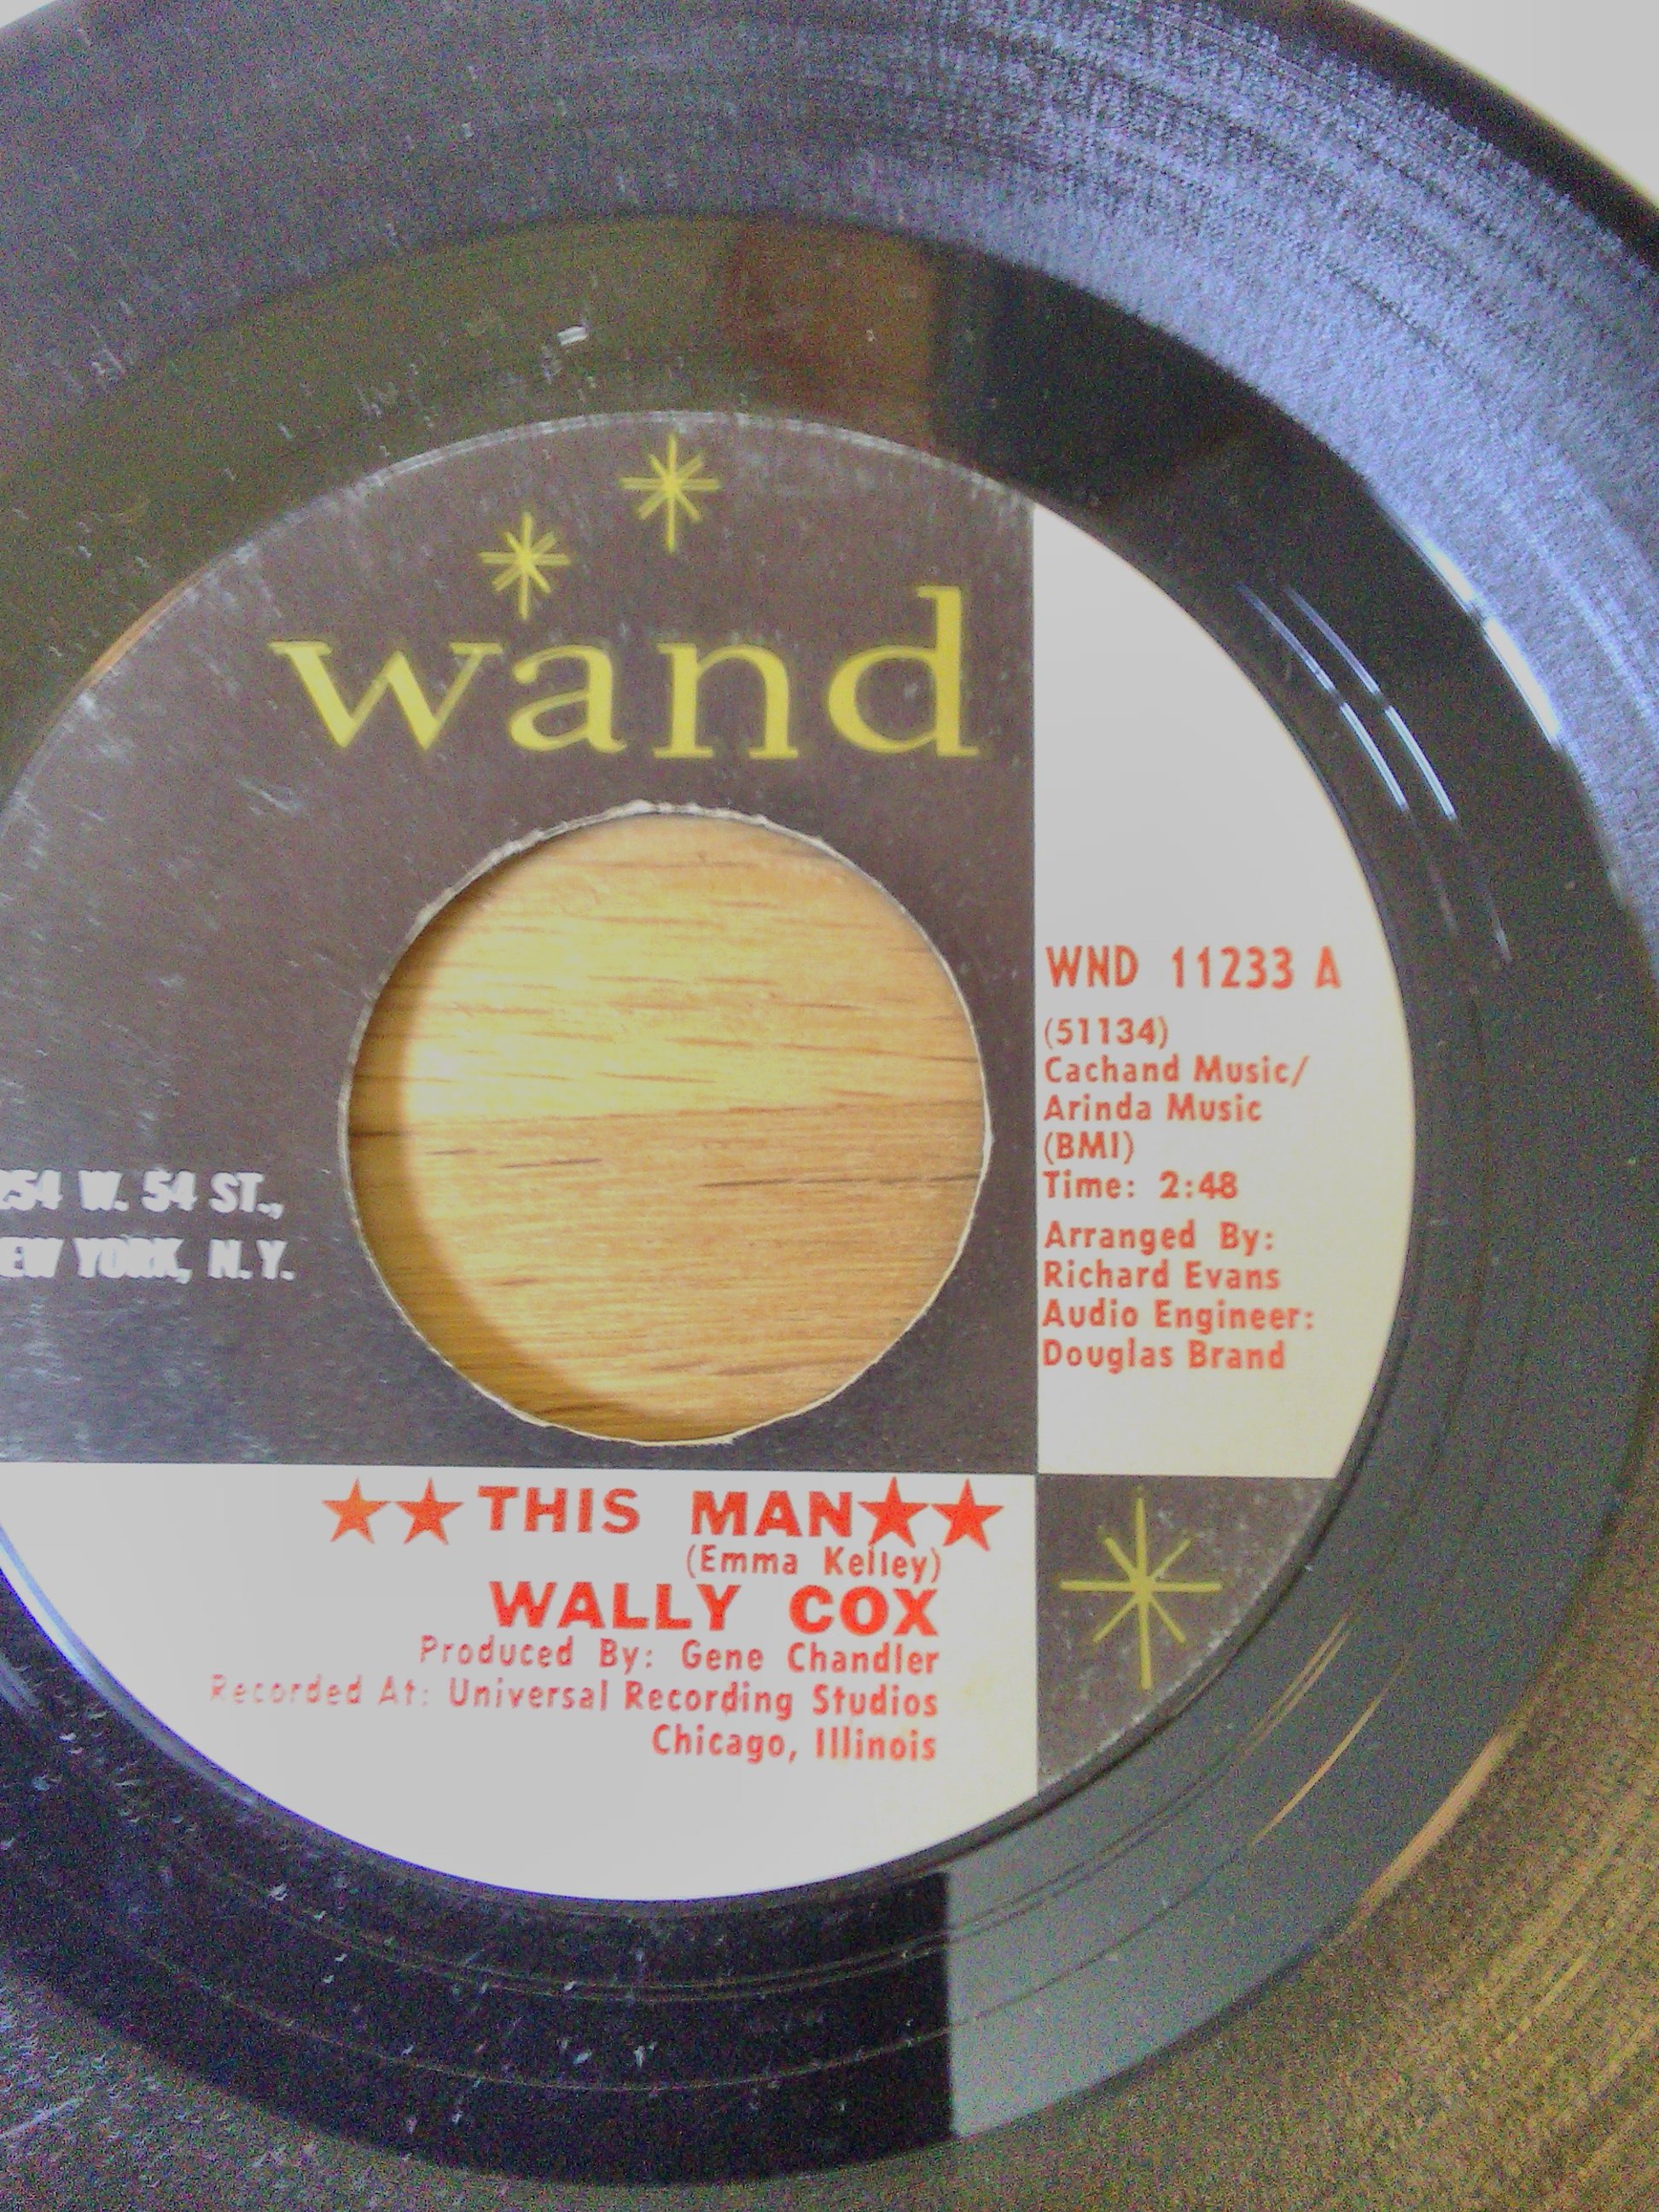 wand
WND 11233 A
(51134)
Cachand Music/
Arinda Music
(BMI)
Time: 2:48
Arranged By:
Richard Evans
Audio Engineer:
Douglas Brand
254 W. 54 ST.,
NEW YORK, N.Y.
★★THIS MAN★★
(Emma Kelley)
WALLY COX
Produced By: Gene Chandler
Recorded At: Universal Recording Studios
Chicago, Illinois